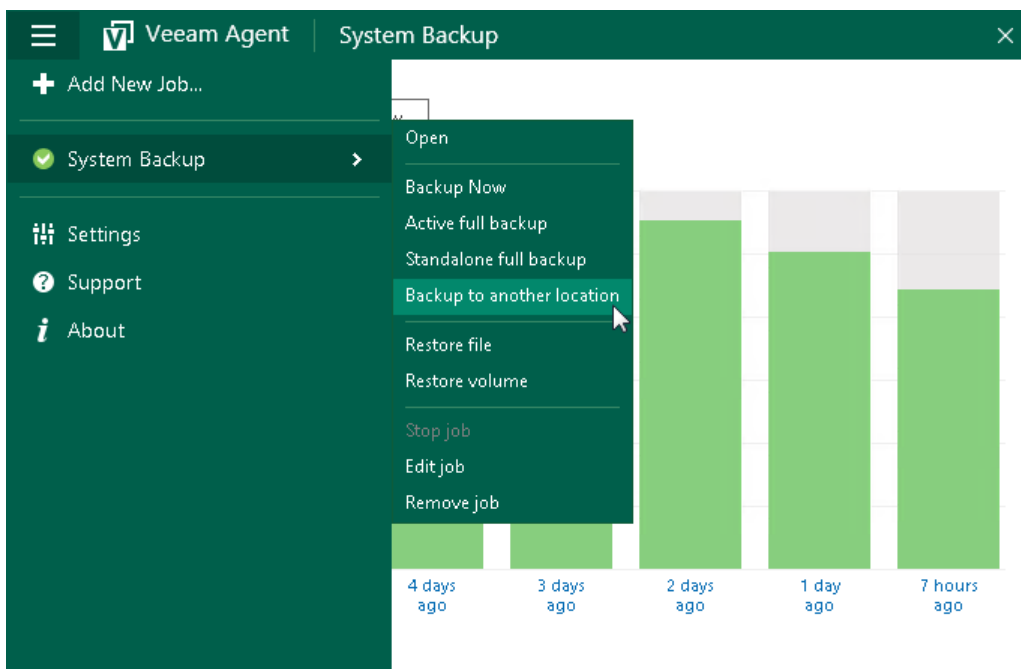 Veeam Agent
System Backup
Add New Job...
System Backup
Settings
Support
About
Open
Backup Now
Active full backup
Standalone full backup
Backup to another location
Restore file
Restore volume
Stop job
Edit job
Remove job
4 days
ago
3 days
ago
2 days
ago
1 day
ago
7 hours
ago